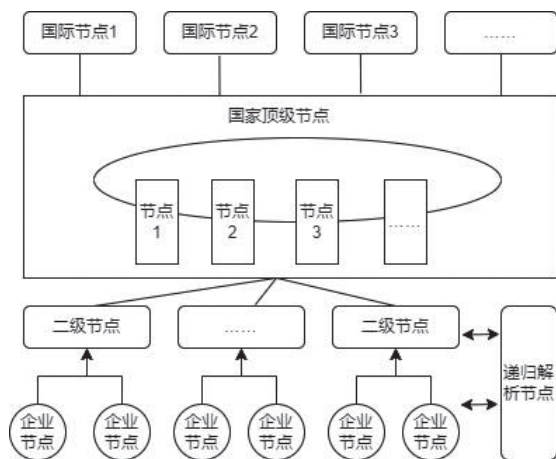 国际节点1
国际节点2
国际节点3
……
国家顶级节点
节点
1
节点
2
节点
3
……
二级节点
……
二级节点
递归解
析节点
企业
节点
企业
节点
企业
节点
企业
节点
企业
节点
企业
节点